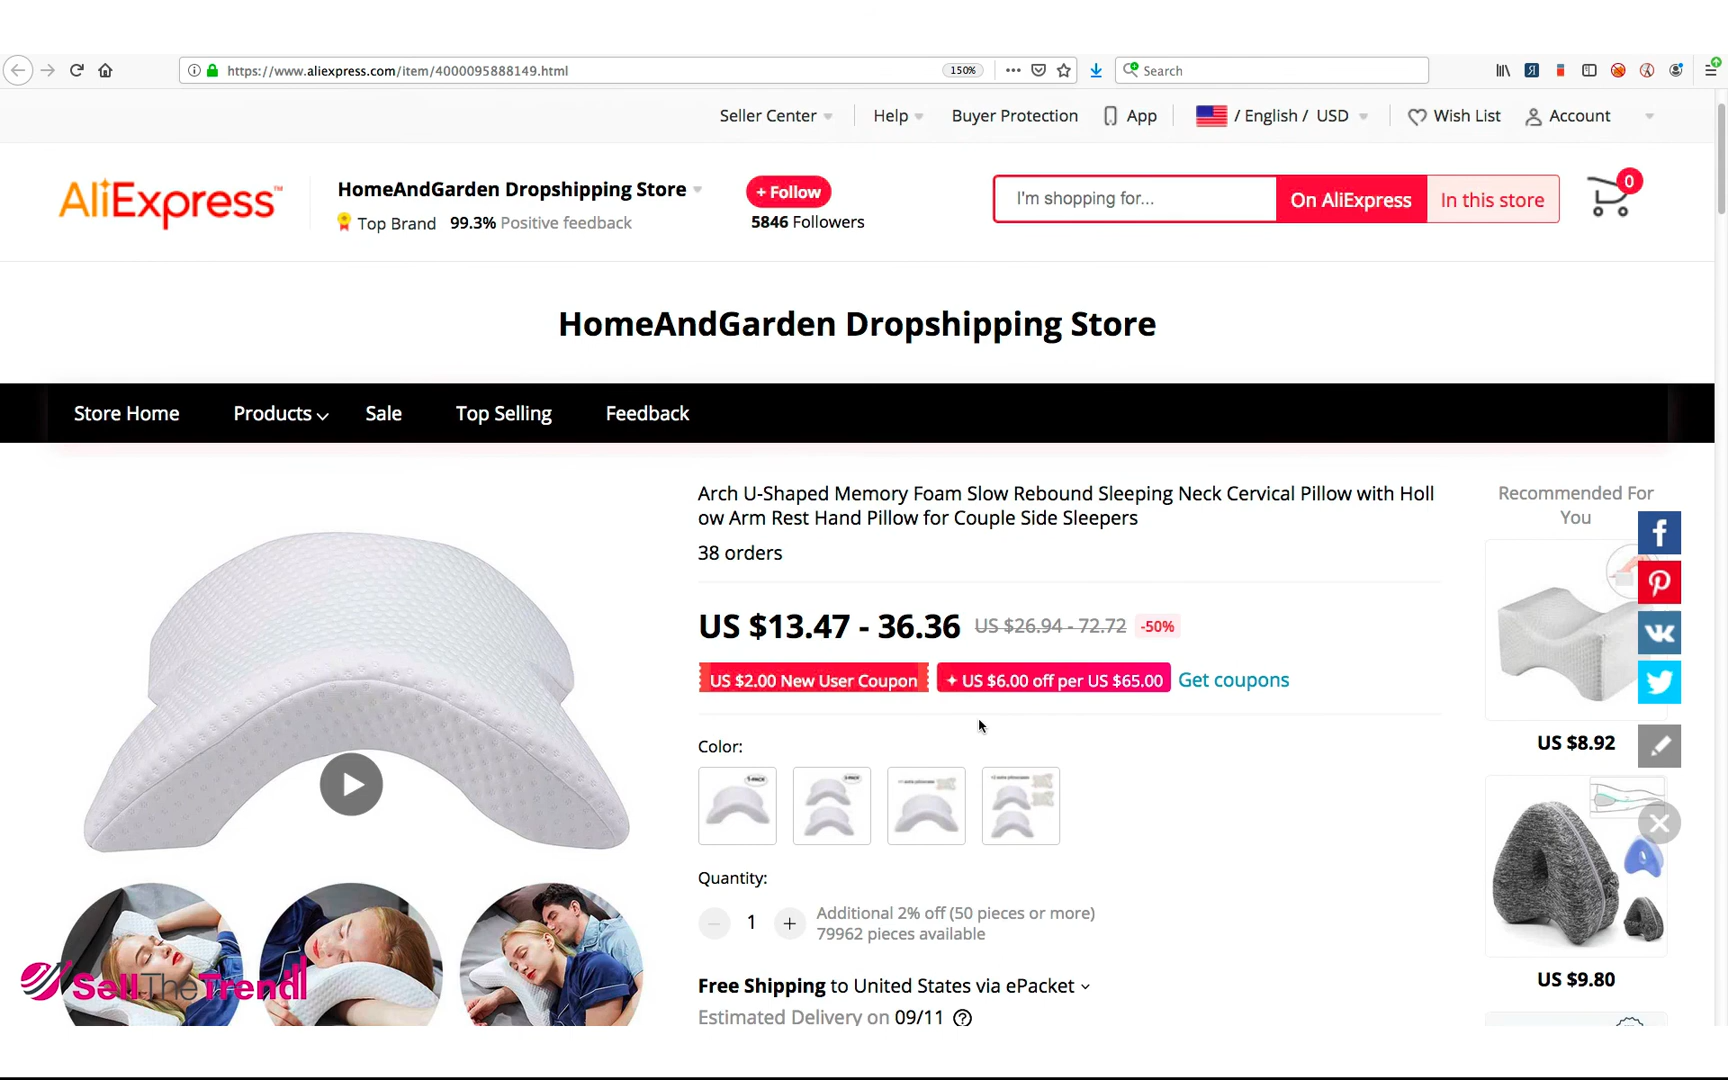 https://www.aliexpress.com/item/4000095888149.html
150%
Search
Seller Center
Help
Buyer Protection
App
/ English / USD
Wish List
Account
AliExpress™
HomeAndGarden Dropshipping Store
Top Brand 99.3% Positive feedback
+ Follow
5846 Followers
I'm shopping for...
On AliExpress
In this store
0
HomeAndGarden Dropshipping Store
Store Home
Products
Sale
Top Selling
Feedback
Arch U-Shaped Memory Foam Slow Rebound Sleeping Neck Cervical Pillow with Holl
ow Arm Rest Hand Pillow for Couple Side Sleepers
38 orders
US $13.47 - 36.36 US $26.94 - 72.72 -50%
US $2.00 New User Coupon
US $6.00 off per US $65.00
Get coupons
Color:
Quantity:
1
Additional 2% off (50 pieces or more)
79962 pieces available
Free Shipping to United States via ePacket
Estimated Delivery on 09/11
Recommended For
You
US $8.92
US $9.80
SellTheTrend